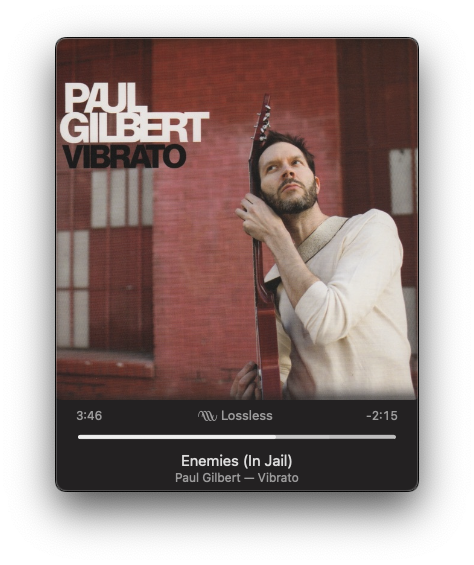 PAUL
GILBERT
VIBRATO
3:46
Lossless
-2:15
Enemies (In Jail)
Paul Gilbert — Vibrato